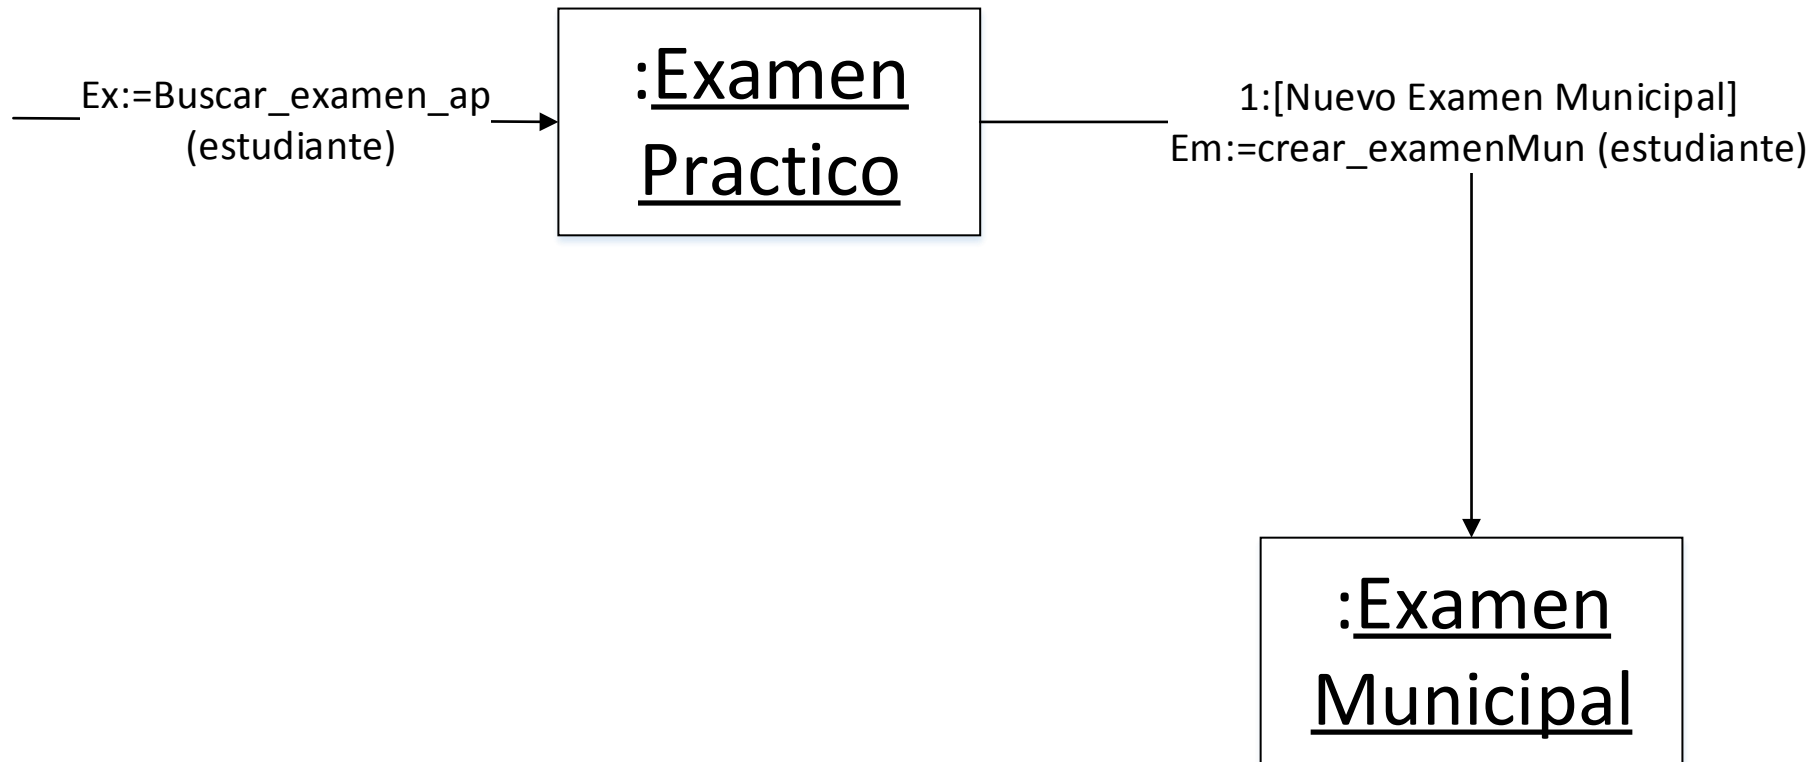 Ex:=Buscar_examen_ap
(estudiante)
:Examen
Practico
1:[Nuevo Examen Municipal]
Em:=crear_examenMun (estudiante)
:Examen
Municipal